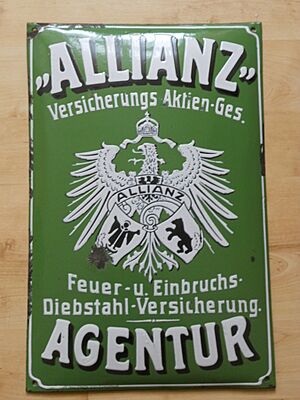 „ALLIANZ”
Versicherungs Aktien-Ges.
ALLIANZ
Feuer- u. Einbruchs-
Diebstahl-Versicherung.
AGENTUR